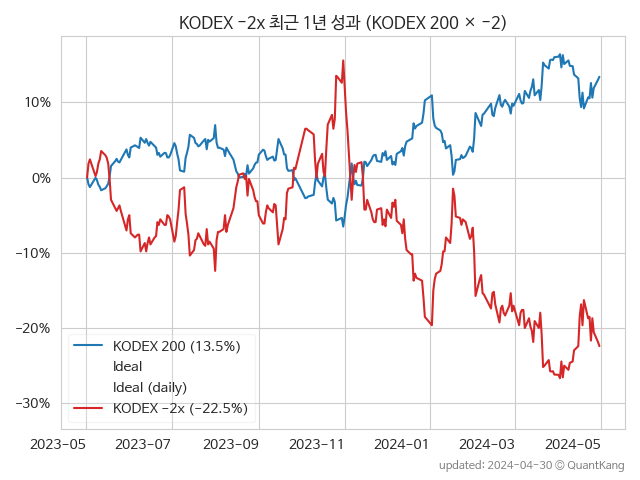 KODEX -2x 최근 1년 성과 (KODEX 200 × -2)
10%
0%
-10%
-20%
-30%
KODEX 200 (13.5%)
Ideal
Ideal (daily)
KODEX -2x (-22.5%)
2023-05 2023-07 2023-09 2023-11 2024-01 2024-03 2024-05
updated: 2024-04-30 © QuantKang